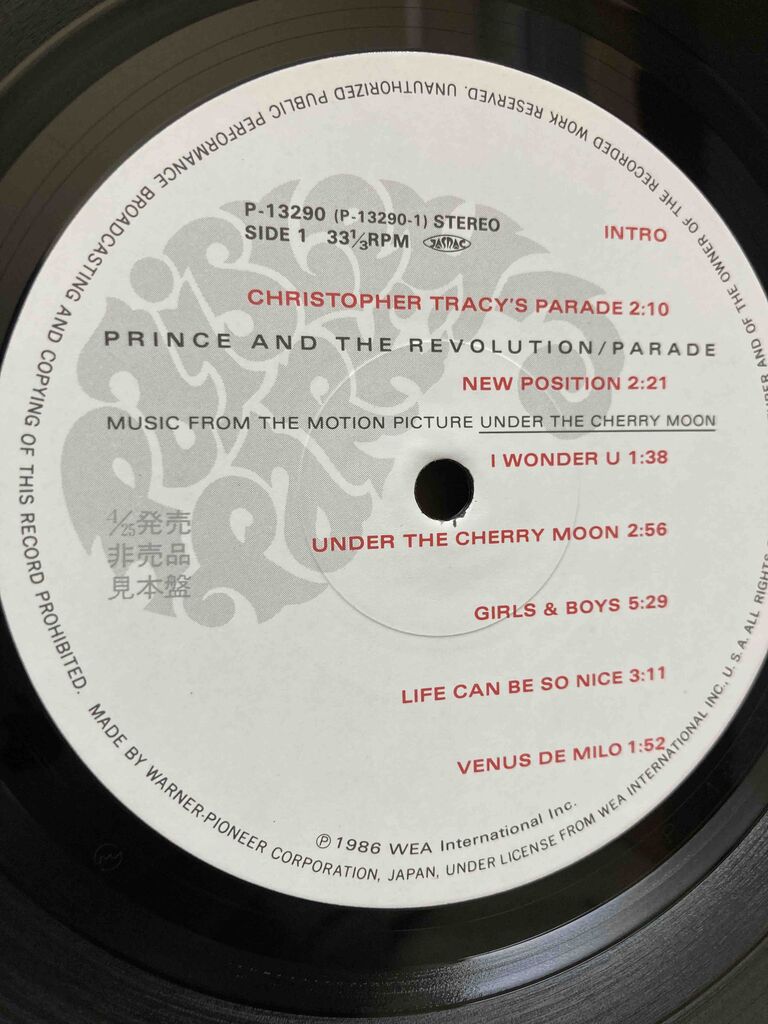 P-13290 (P-13290-1) STEREO
SIDE 1 33⅓RPM JASRAC
INTRO
CHRISTOPHER TRACY'S PARADE 2:10
PRINCE AND THE REVOLUTION/PARADE
NEW POSITION 2:21
MUSIC FROM THE MOTION PICTURE UNDER THE CHERRY MOON
I WONDER U 1:38
4/25発売
非売品
見本盤
UNDER THE CHERRY MOON 2:56
GIRLS & BOYS 5:29
LIFE CAN BE SO NICE 3:11
VENUS DE MILO 1:52
Ⓟ1986 WEA International Inc.
AND OF THE OWNER OF THE RECORDED WORK RESERVED. UNAUTHORIZED PUBLIC PERFORMANCE BROADCASTING AND COPYING OF THIS RECORD PROHIBITED. MADE BY WARNER-PIONEER CORPORATION, JAPAN, UNDER LICENSE FROM WEA INTERNATIONAL INC., U. S. A. ALL RIGHTS